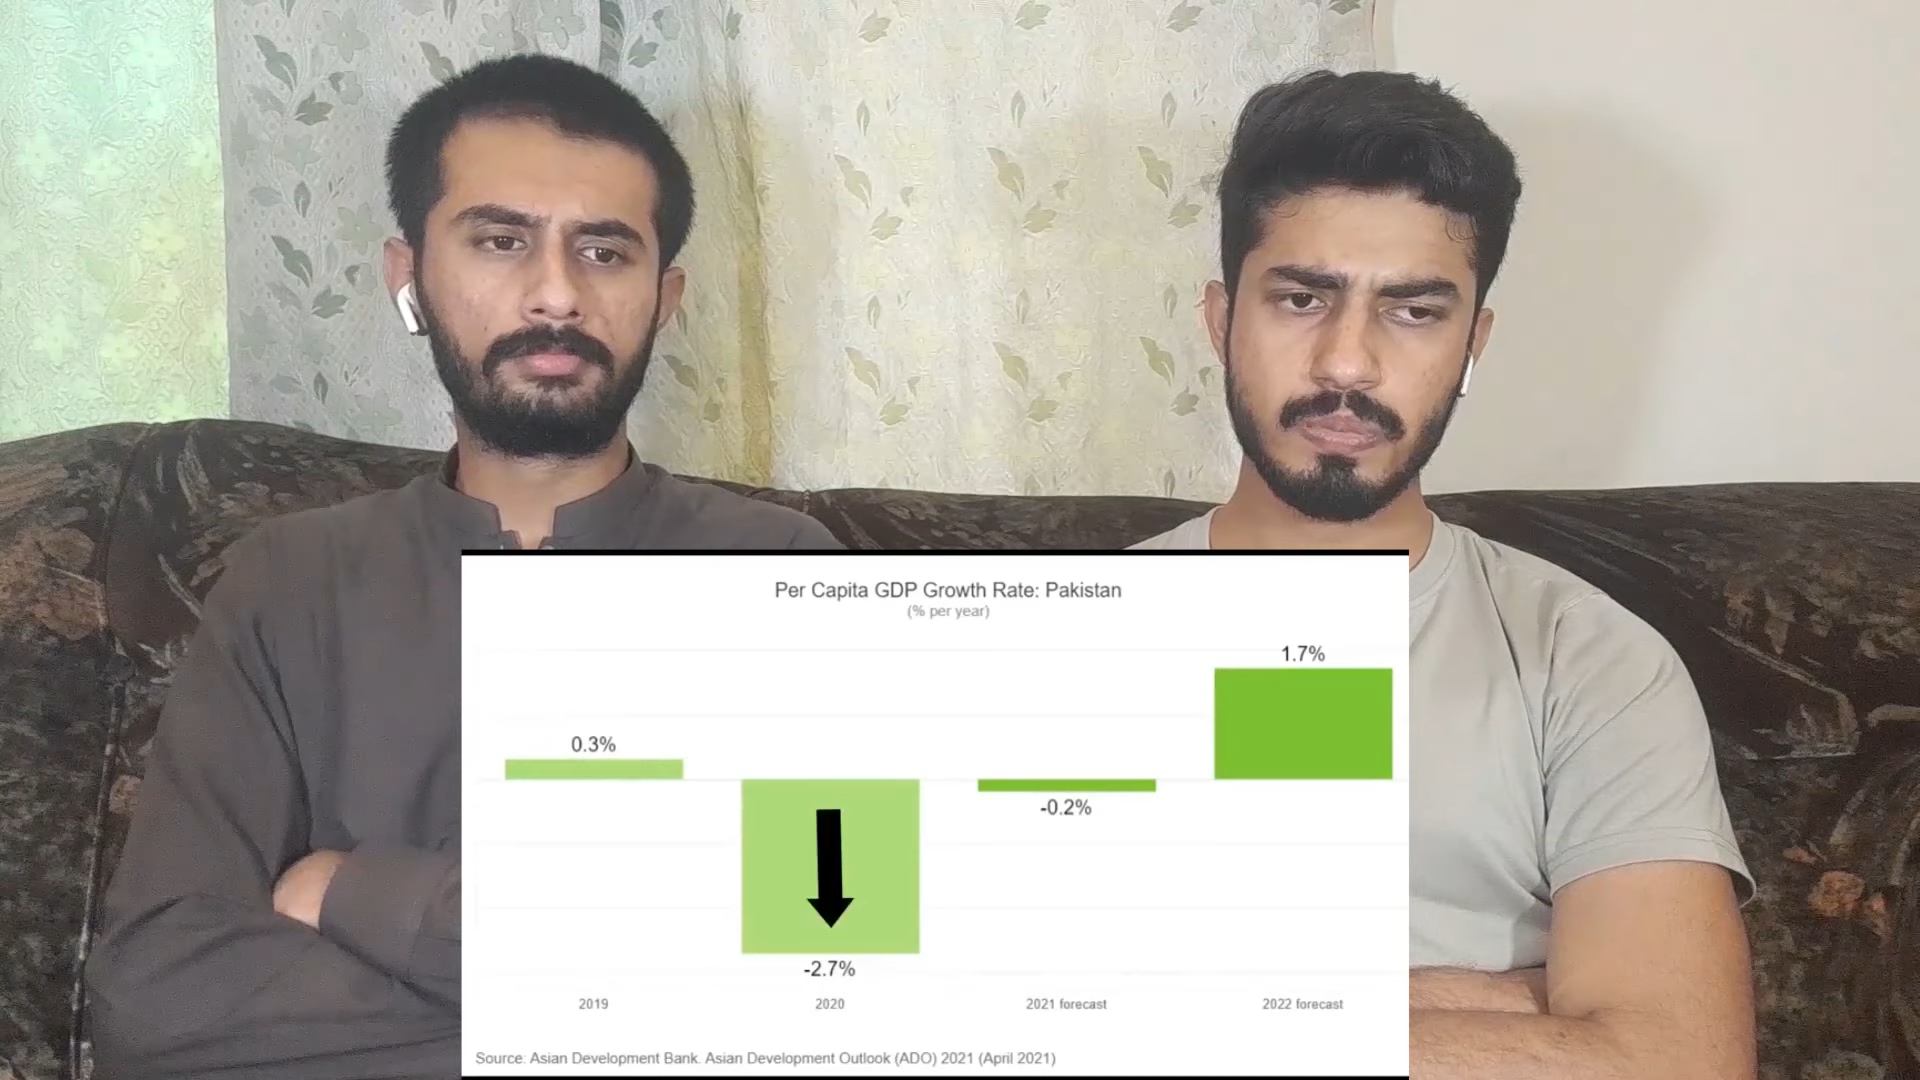 Per Capita GDP Growth Rate: Pakistan
(% per year)
0.3%
-2.7%
-0.2%
1.7%
2019
2020
2021 forecast
2022 forecast
Source: Asian Development Bank. Asian Development Outlook (ADO) 2021 (April 2021)